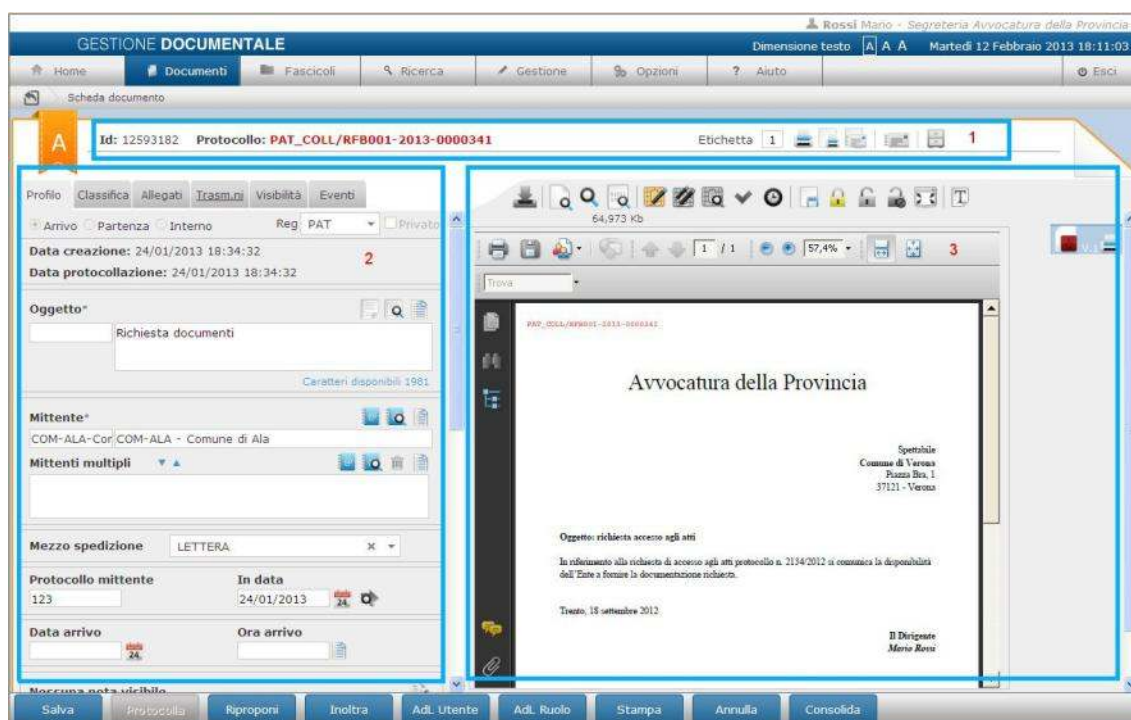 Rossi Mario - Segreteria Avvocatura della Provincia
GESTIONE DOCUMENTALE
Dimensione testo A A A Martedì 12 Febbraio 2013 18:11:03
Home Documenti Fascicoli Ricerca Gestione Opzioni ? Aiuto Esci
Scheda documento
A
Id: 12593182 Protocollo: PAT_COLL/RFB001-2013-0000341 Etichetta 1 1
Profilo Classifica Allegati Trasm.ni Visibilità Eventi
Arrivo Partenza Interno Reg PAT Privato
Data creazione: 24/01/2013 18:34:32
2
Data protocollazione: 24/01/2013 18:34:32
Oggetto*
Richiesta documenti
Caratteri disponibili 1981
Mittente*
COM-ALA-Cor COM-ALA - Comune di Ala
Mittenti multipli
Mezzo spedizione LETTERA
Protocollo mittente In data
123 24/01/2013 24
Data arrivo Ora arrivo
24
Nessuna nota visibile
T
64,973 Kb
1 / 1 57,4% 3
V.1
Trova
PAT_COLL/RFB001-2013-0000341
Avvocatura della Provincia
Spettabile
Comune di Verona
Piazza Bra, 1
37121 - Verona
Oggetto: richiesta accesso agli atti
In riferimento alla richiesta di accesso agli atti protocollo n. 2134/2012 si comunica la disponibilità
dell'Ente a fornire la documentazione richiesta.
Trento, 18 settembre 2012
Il Dirigente
Mario Rossi
Salva Protocolla Riproponi Inoltra AdL Utente AdL Ruolo Stampa Annulla Consolida